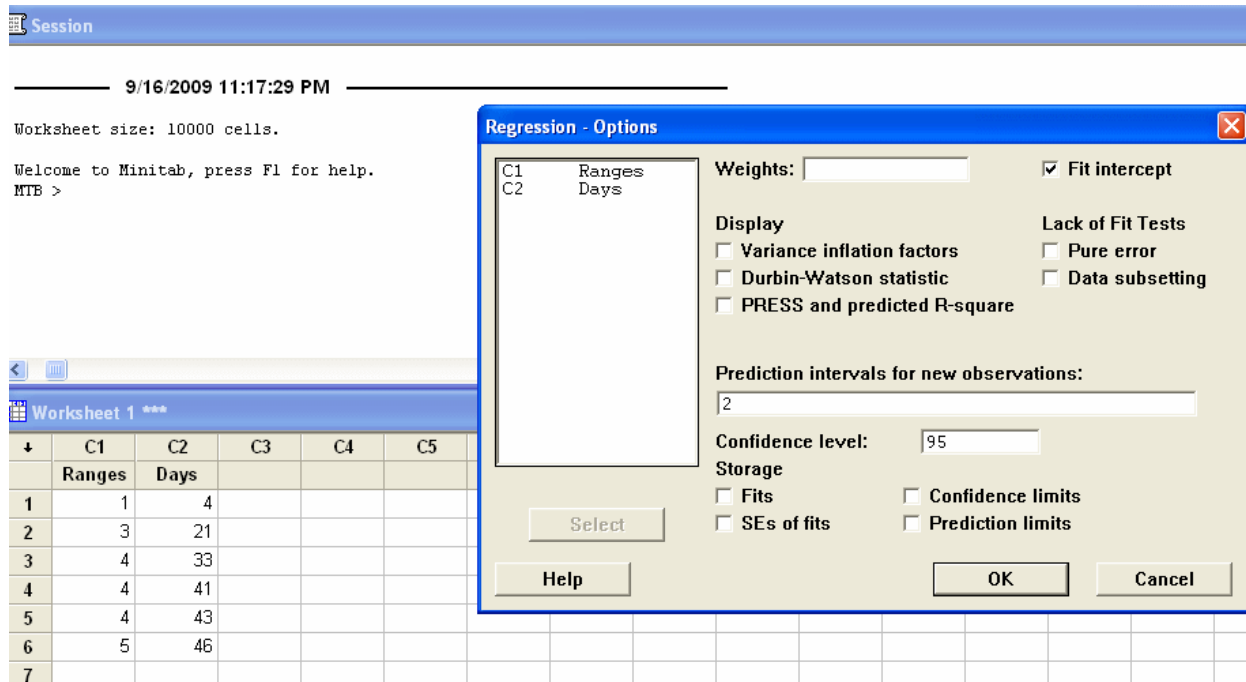 Session
9/16/2009 11:17:29 PM
Worksheet size: 10000 cells.
Welcome to Minitab, press F1 for help.
MTB >
Regression - Options
C1 Ranges
C2 Days
Weights:
Fit intercept
Display
Lack of Fit Tests
Variance inflation factors
Pure error
Durbin-Watson statistic
Data subsetting
PRESS and predicted R-square
Prediction intervals for new observations:
2
Confidence level: 95
Storage
Fits
Confidence limits
SEs of fits
Prediction limits
Select
Help
OK
Cancel
Worksheet 1 ***
C1 C2 C3 C4 C5
Ranges Days
1 1 4
2 3 21
3 4 33
4 4 41
5 4 43
6 5 46
7